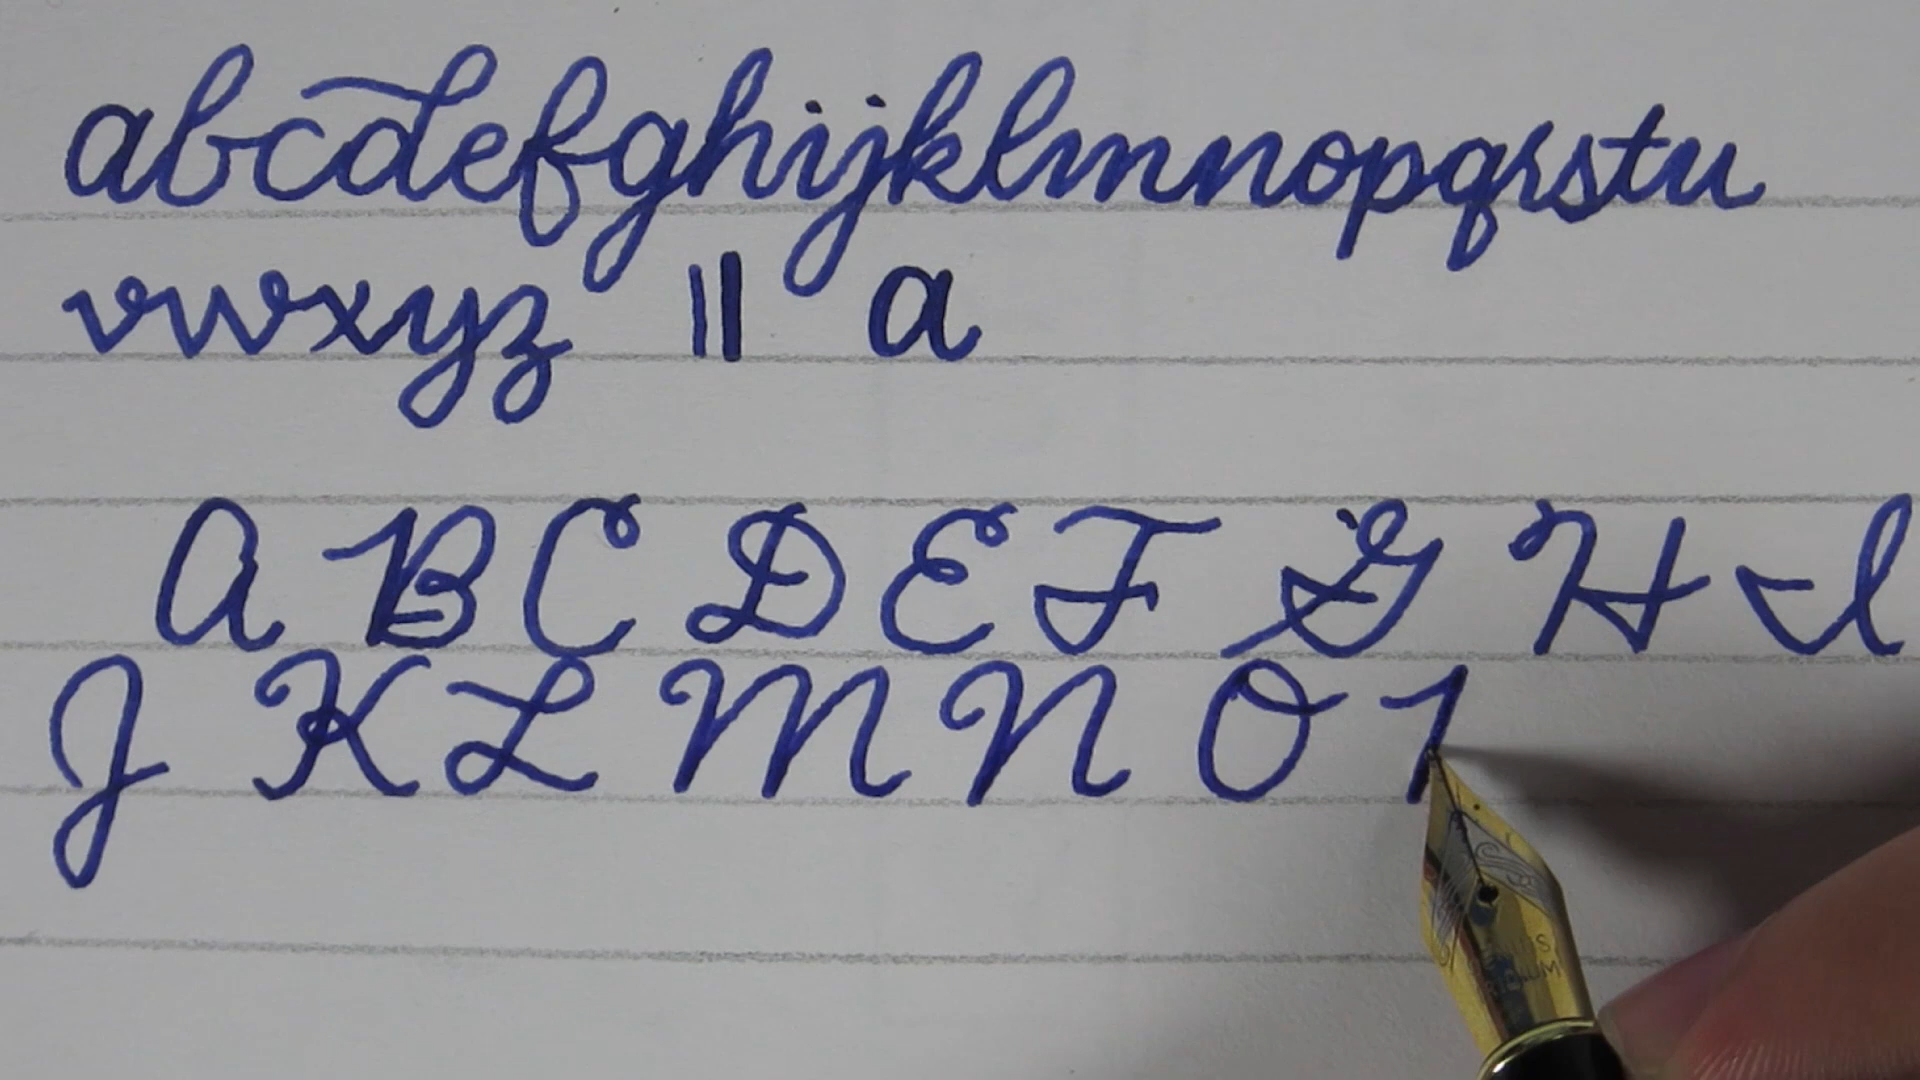 abcdefghijklmnopqrstu
vwxyz || a
A B C D E F G H I
J K L M N O